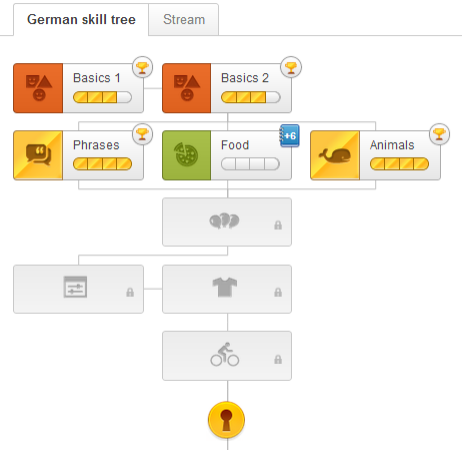 German skill tree
Stream
Basics 1
Basics 2
Phrases
Food
+6
Animals